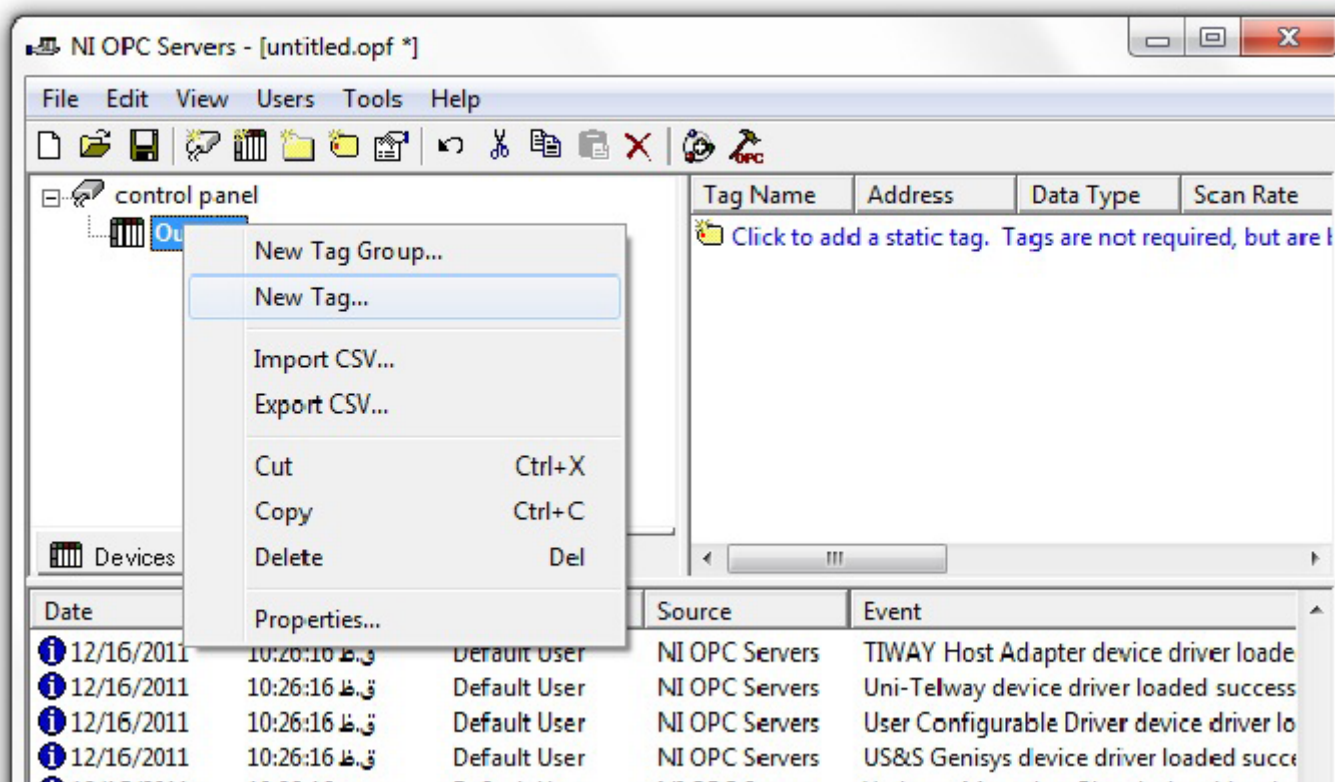 NI OPC Servers - [untitled.opf *]
File Edit View Users Tools Help
OPC
control panel
Tag Name Address Data Type Scan Rate
Click to add a static tag. Tags are not required, but are
New Tag Group...
New Tag...
Import CSV...
Export CSV...
Cut Ctrl+X
Copy Ctrl+C
Delete Del
Properties...
Devices
Date Source Event
12/16/2011 10:26:16 ق.ظ Default User NI OPC Servers TIWAY Host Adapter device driver loade
12/16/2011 10:26:16 ق.ظ Default User NI OPC Servers Uni-Telway device driver loaded success
12/16/2011 10:26:16 ق.ظ Default User NI OPC Servers User Configurable Driver device driver lo
12/16/2011 10:26:16 ق.ظ Default User NI OPC Servers US&S Genisys device driver loaded succe